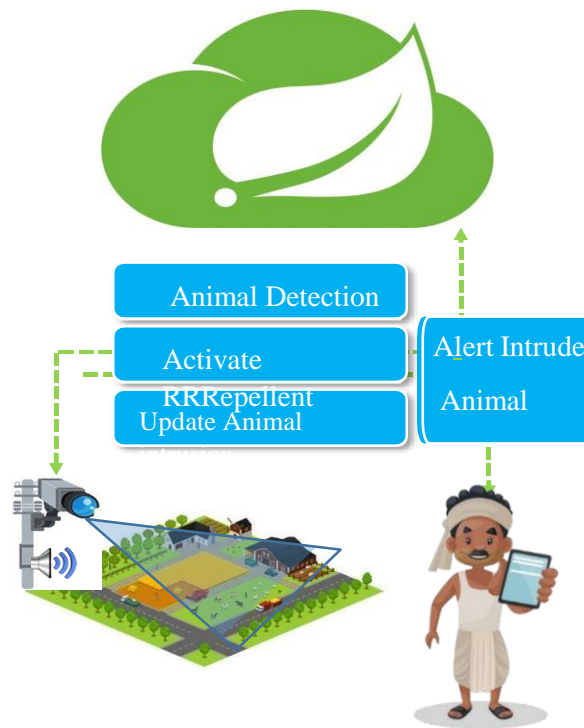 Animal Detection
Activate
RRRepellent
Update Animal
Alert Intrude
Animal